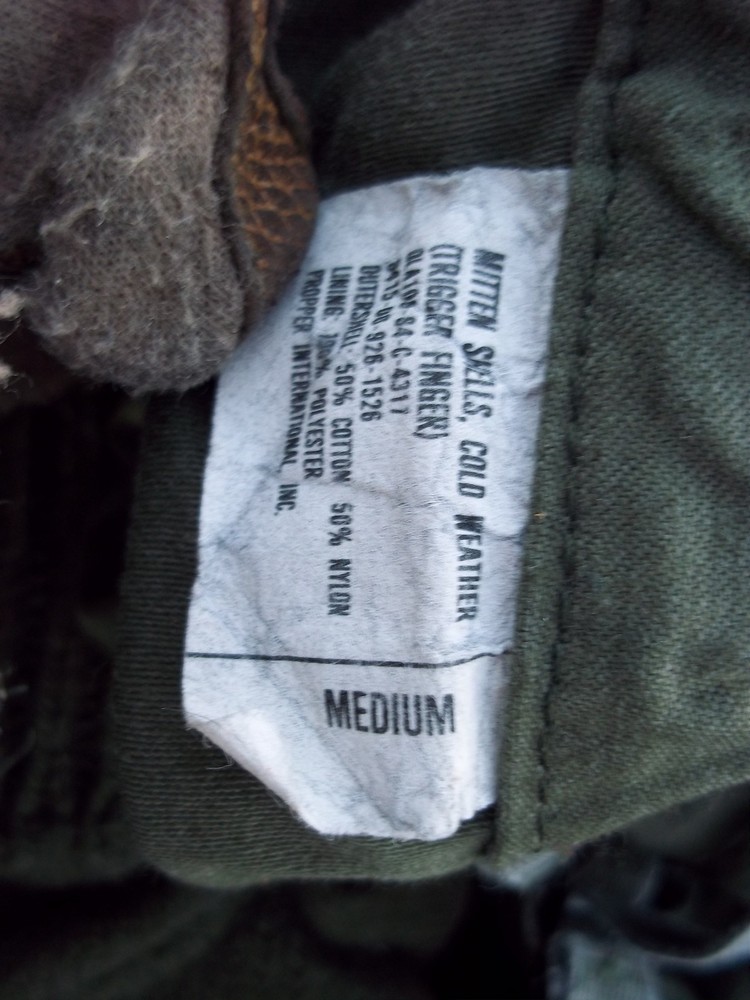 MITTEN SHELLS, COLD WEATHER
(TRIGGER FINGER)
DLA100-84-C-4317
8415-00-926-1526
OUTERSHELL: 50% COTTON 50% NYLON
LINING: 100% POLYESTER
PROPPER INTERNATIONAL, INC.
MEDIUM